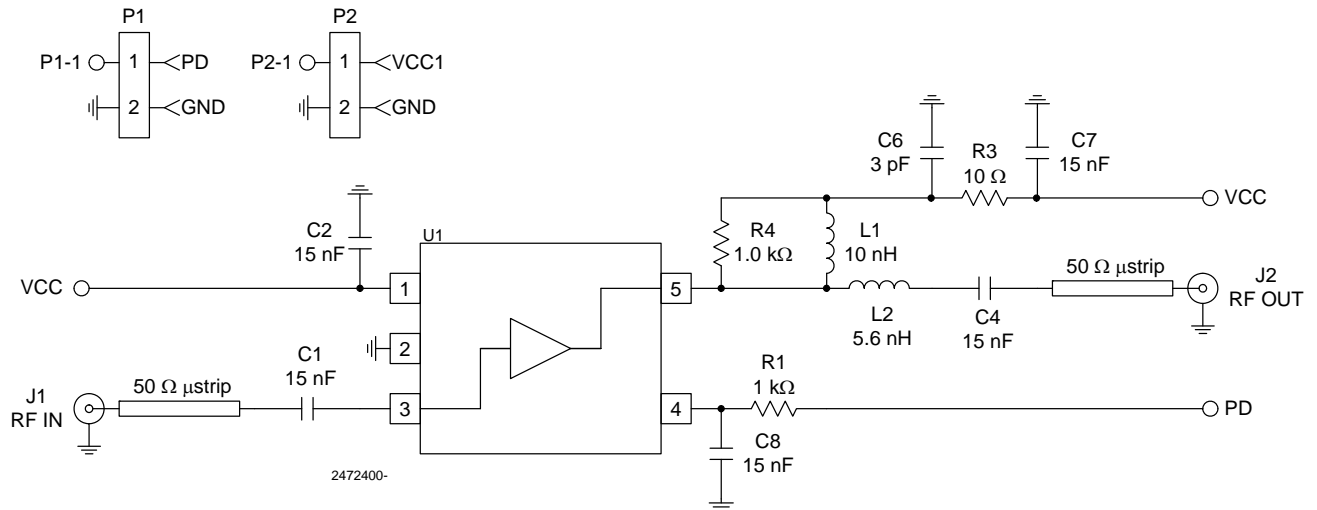 P1
P2
P1-1
1
PD
2
GND
P2-1
1
VCC1
2
GND
C6
3 pF
R3
10 Ω
C7
15 nF
VCC
C2
15 nF
U1
R4
1.0 kΩ
L1
10 nH
VCC
1
5
50 Ω μstrip
J2
RF OUT
L2
5.6 nH
C4
15 nF
2
C1
15 nF
R1
1 kΩ
J1
RF IN
50 Ω μstrip
3
4
PD
C8
15 nF
2472400-